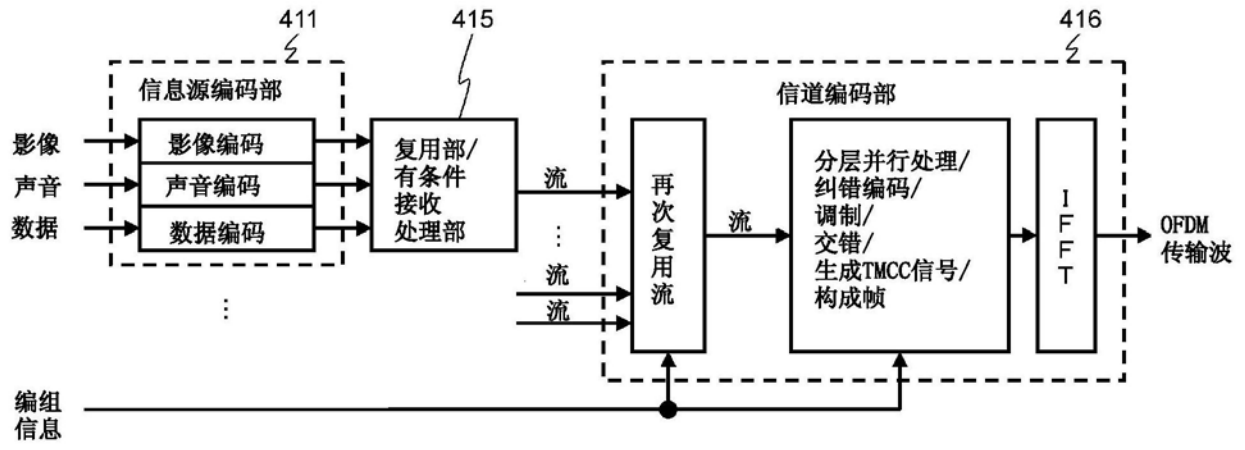 411
415
416
信息源编码部
信道编码部
影像
影像编码
声音
声音编码
数据
数据编码
复用部/
有条件
接收
处理部
流
流
流
再次复用流
流
分层并行处理/
纠错编码/
调制/
交错/
生成TMCC信号/
构成帧
IFFT
OFDM
传输波
编组
信息